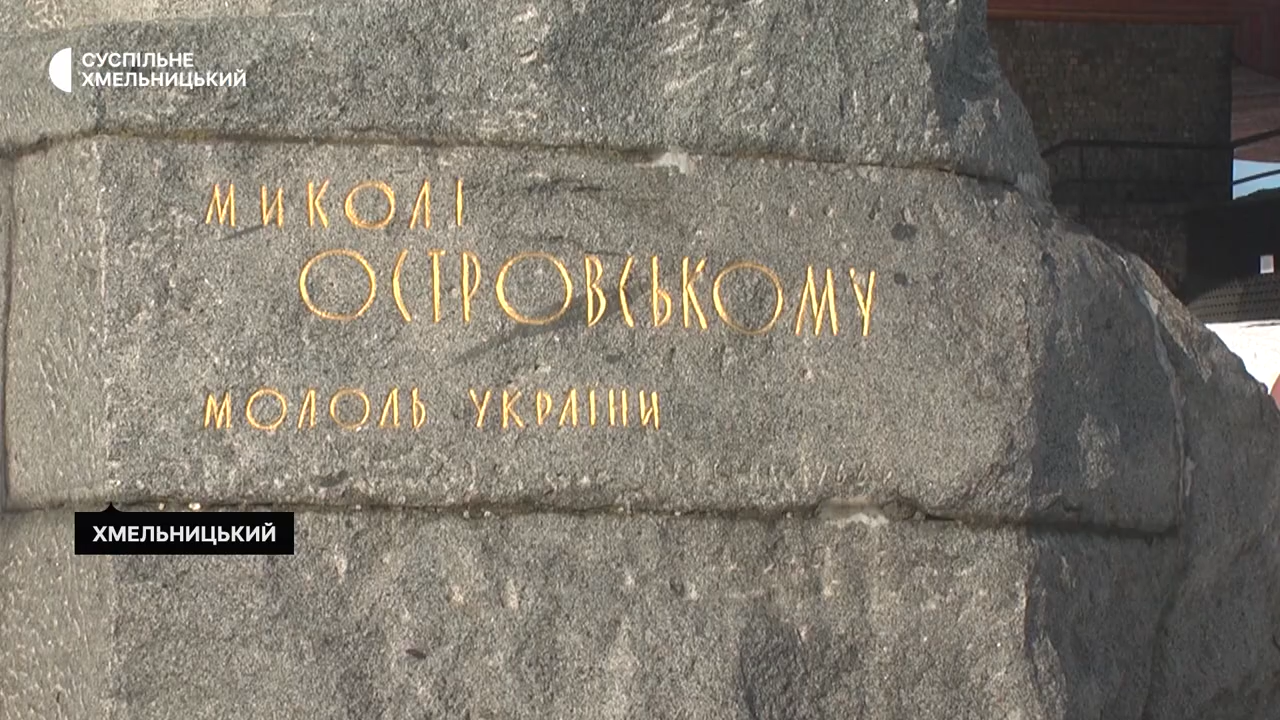 СУСПІЛЬНЕ
ХМЕЛЬНИЦЬКИЙ
МИКОЛІ
ОСТРОВСЬКОМУ
МОЛОДЬ УКРАЇНИ
ХМЕЛЬНИЦЬКИЙ